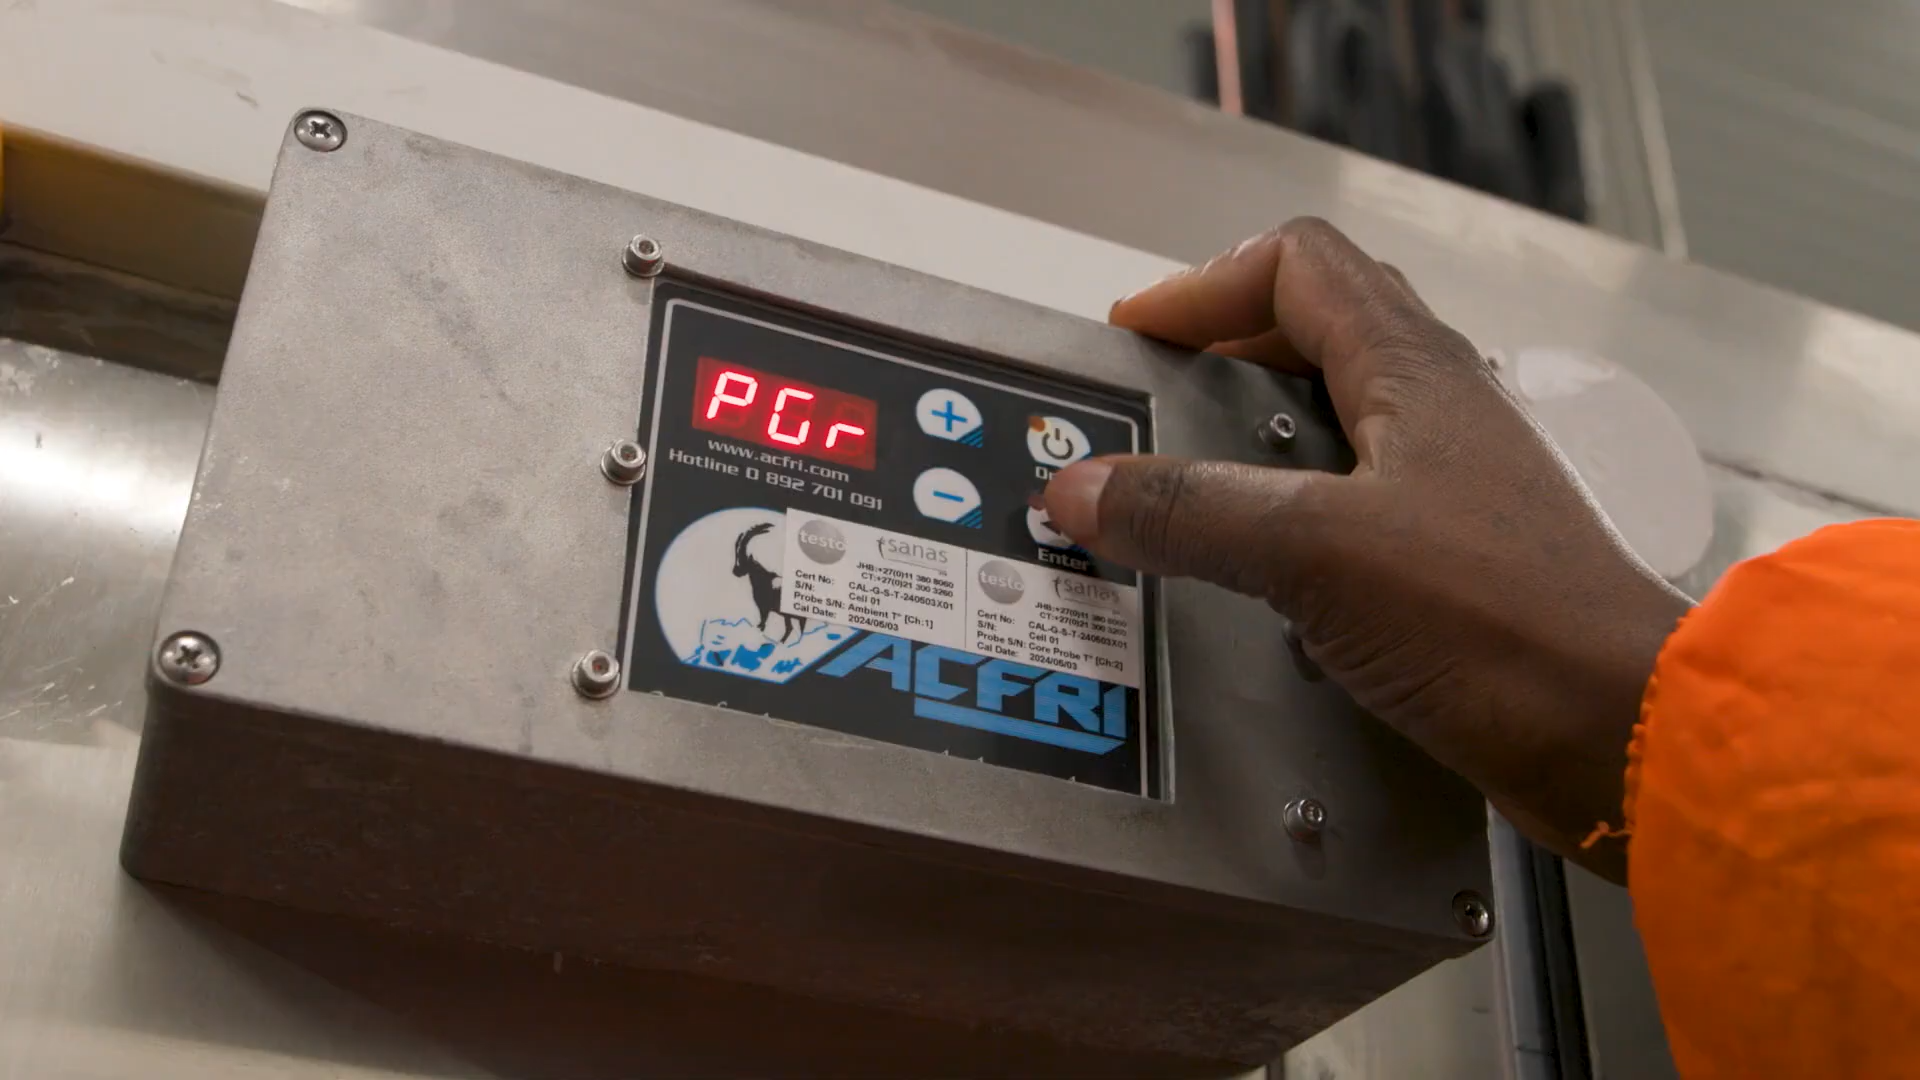 PGr
www.acfri.com
Hotline 0 892 701 091
Enter
testo sanas
JHB:+27(0)11 380 8060
CT:+27(0)21 300 3260
Cert No: CAL-G-S-T-240503X01
S/N: Cell 01
Probe S/N: Ambient T° [Ch:1]
Cal Date: 2024/05/03
testo sanas
JHB:+27(0)11 380 8060
CT:+27(0)21 300 3260
Cert No: CAL-G-S-T-240503X01
S/N: Cell 01
Probe S/N: Core Probe T° [Ch:2]
Cal Date: 2024/05/03
ACFRI